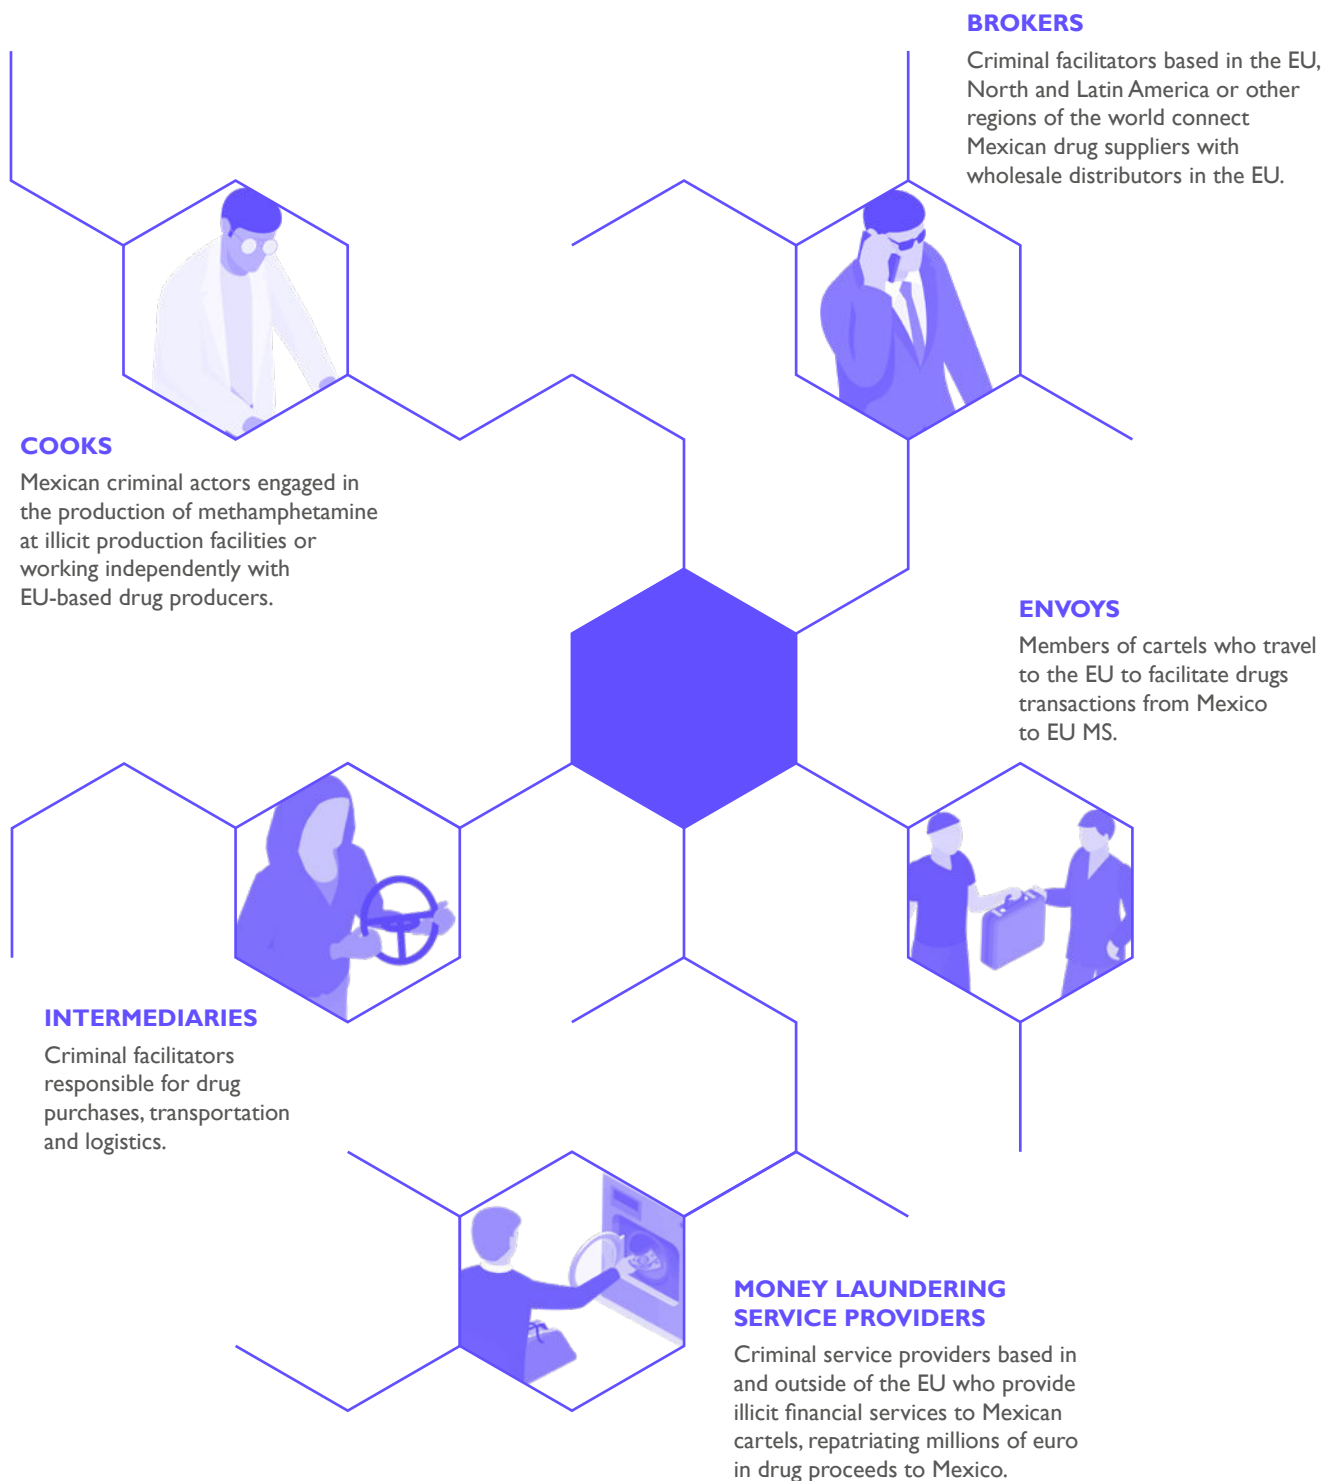 BROKERS
Criminal facilitators based in the EU,
North and Latin America or other
regions of the world connect
Mexican drug suppliers with
wholesale distributors in the EU.
COOKS
Mexican criminal actors engaged in
the production of methamphetamine
at illicit production facilities or
working independently with
EU-based drug producers.
ENVOYS
Members of cartels who travel
to the EU to facilitate drugs
transactions from Mexico
to EU MS.
INTERMEDIARIES
Criminal facilitators
responsible for drug
purchases, transportation
and logistics.
MONEY LAUNDERING
SERVICE PROVIDERS
Criminal service providers based in
and outside of the EU who provide
illicit financial services to Mexican
cartels, repatriating millions of euro
in drug proceeds to Mexico.